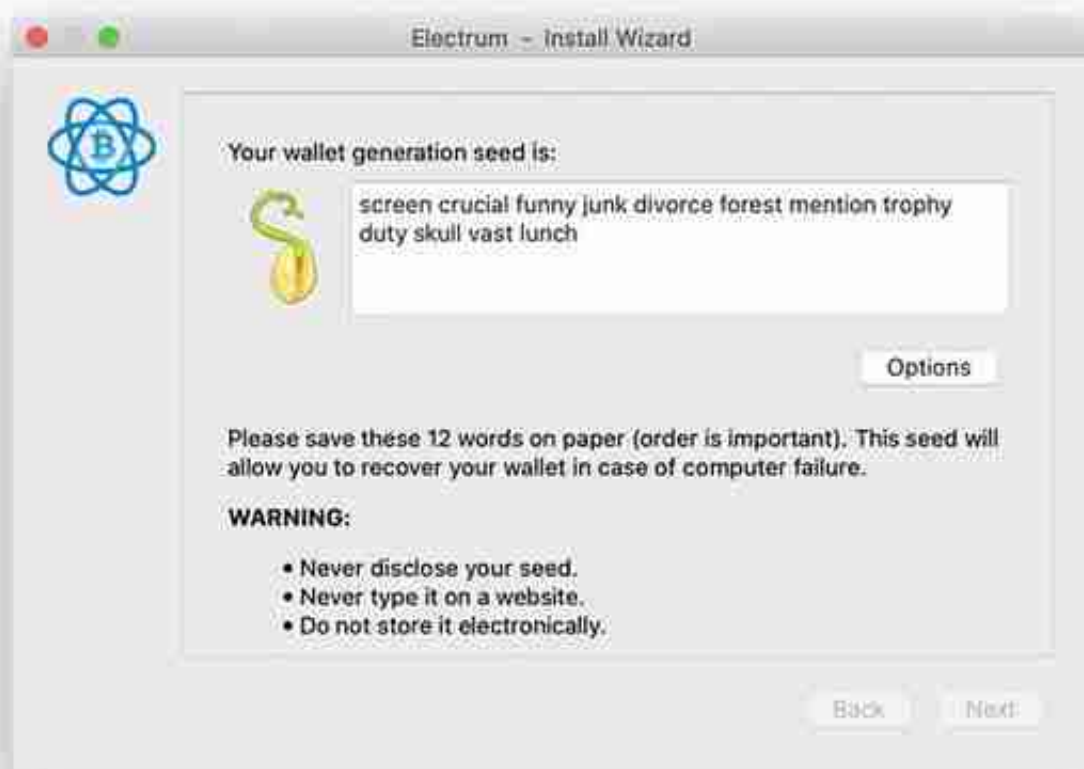 Electrum - Install Wizard
Your wallet generation seed is:
screen crucial funny junk divorce forest mention trophy
duty skull vast lunch
Options
Please save these 12 words on paper (order is important). This seed will
allow you to recover your wallet in case of computer failure.
WARNING:
• Never disclose your seed.
• Never type it on a website.
• Do not store it electronically.
Back Next